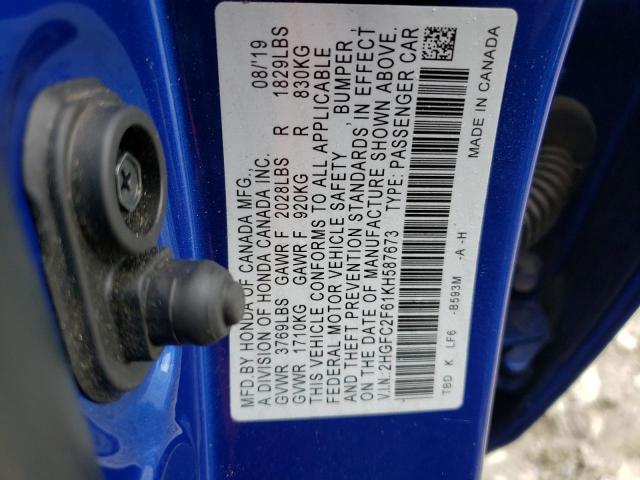 MFD BY HONDA OF CANADA MFG., 08/'19
A DIVISION OF HONDA CANADA INC.
GVWR 3769LBS GAWR F 2028LBS R 1829LBS
GVWR 1710KG GAWR F 920KG R 830KG
THIS VEHICLE CONFORMS TO ALL APPLICABLE
FEDERAL MOTOR VEHICLE SAFETY, BUMPER,
AND THEFT PREVENTION STANDARDS IN EFFECT
ON THE DATE OF MANUFACTURE SHOWN ABOVE.
V.I.N:2HGFC2F61KH597673 TYPE: PASSENGER CAR
TBD K LF6 -B593M -A -H
MADE IN CANADA